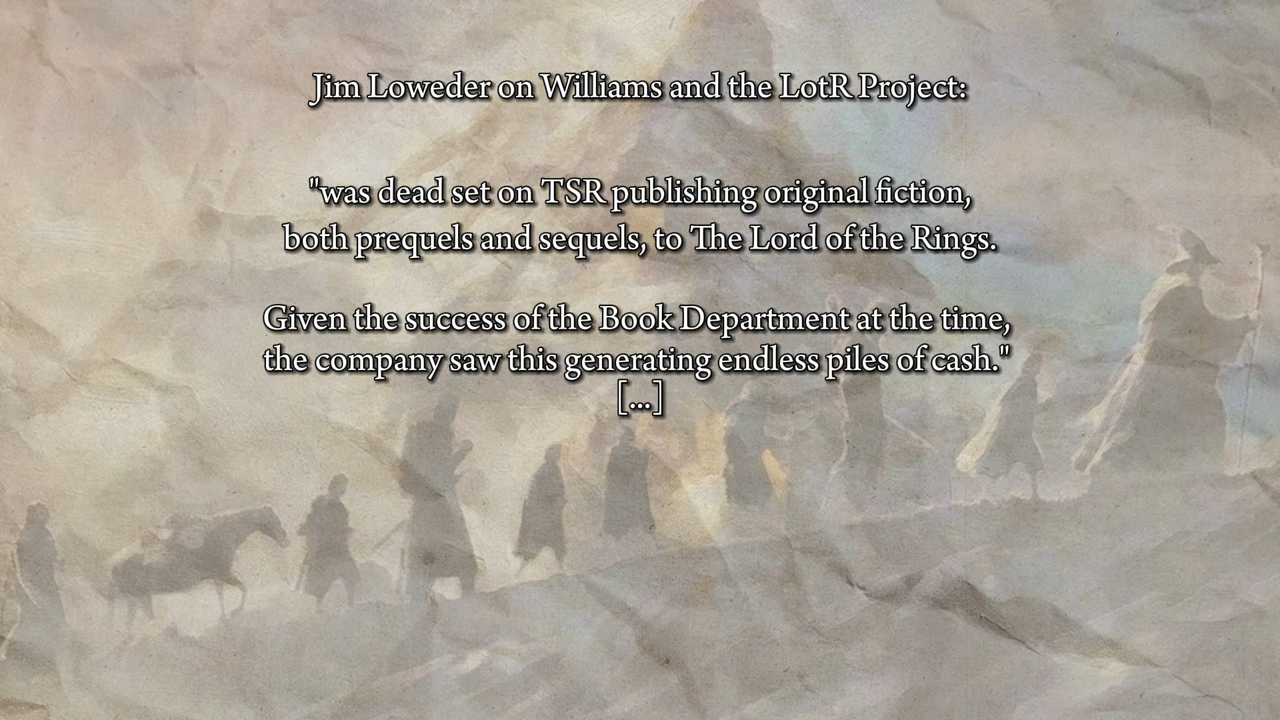 Jim Loweder on Williams and the LotR Project:
"was dead set on TSR publishing original fiction,
both prequels and sequels, to The Lord of the Rings.
Given the success of the Book Department at the time,
the company saw this generating endless piles of cash."
[...]